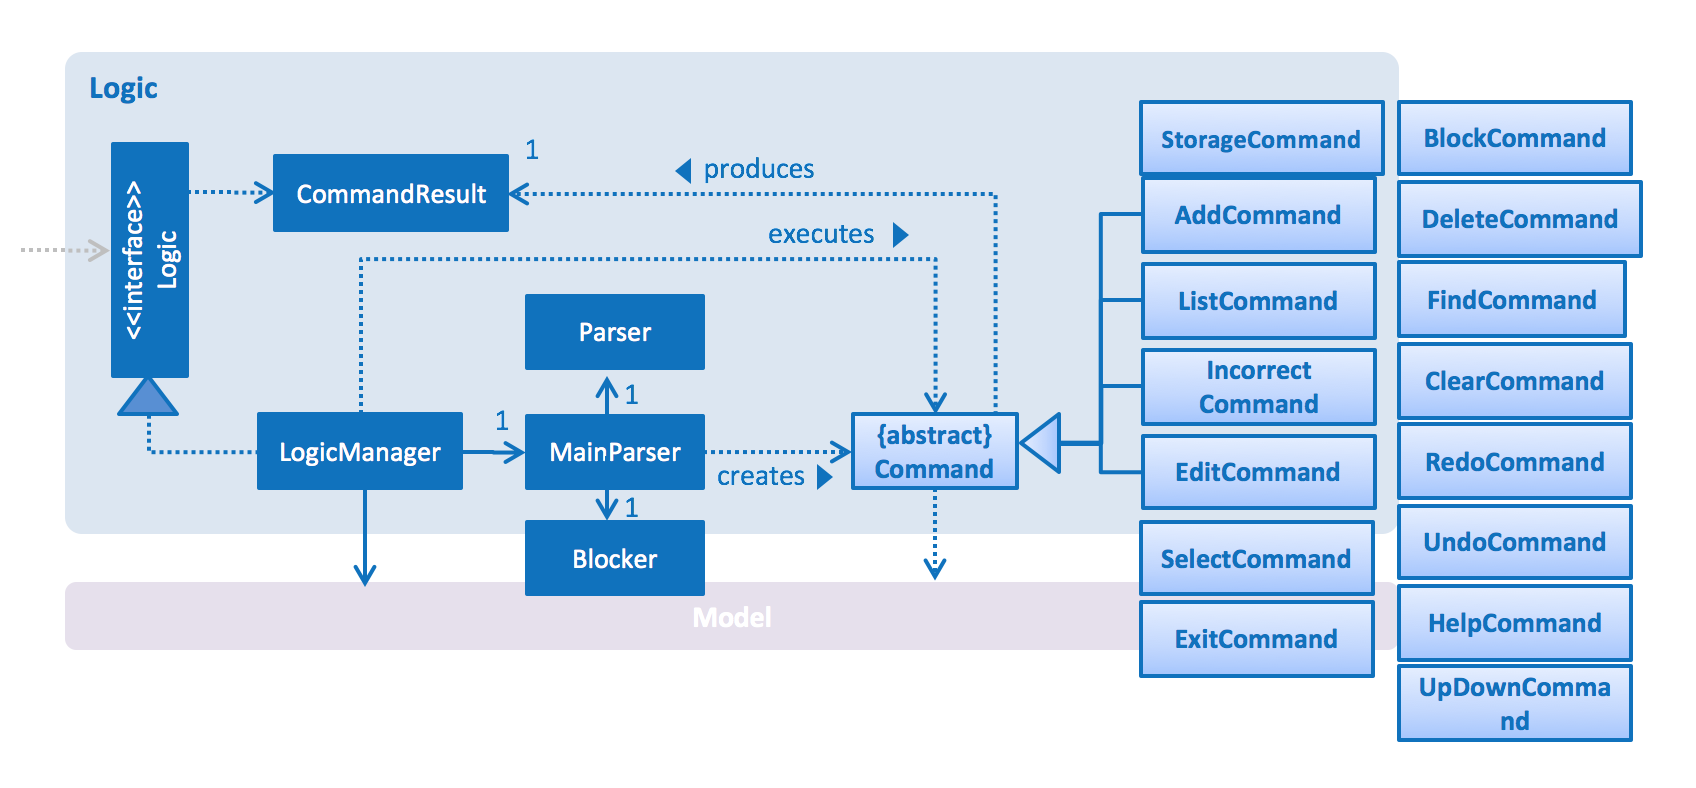 Logic
<<interface>>
Logic
CommandResult
1
produces
executes
Parser
1
LogicManager
1
MainParser
creates
1
Blocker
{abstract}
Command
Model
StorageCommand
AddCommand
ListCommand
Incorrect
Command
EditCommand
SelectCommand
ExitCommand
BlockCommand
DeleteCommand
FindCommand
ClearCommand
RedoCommand
UndoCommand
HelpCommand
UpDownComma
nd